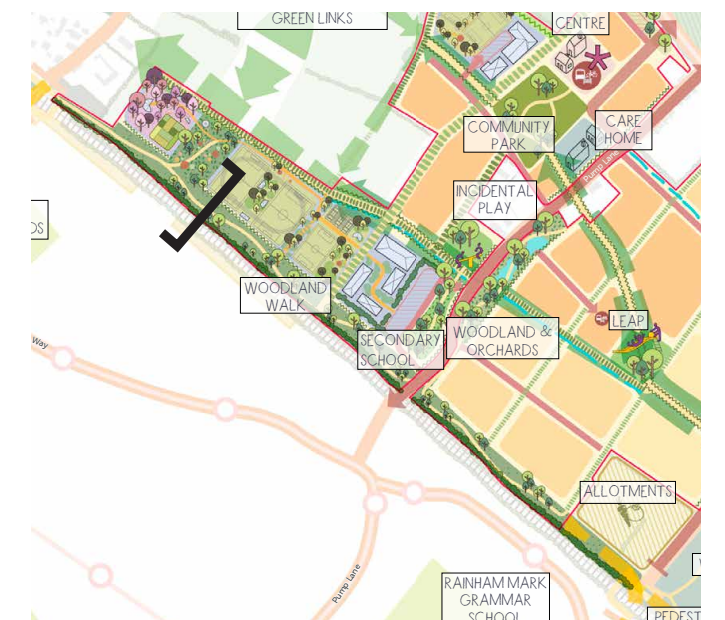 GREEN LINKS
CENTRE
COMMUNITY
PARK
CARE
HOME
Pump Lane
INCIDENTAL
PLAY
DS
WOODLAND
WALK
LEAP
SECONDARY
SCHOOL
WOODLAND &
ORCHARDS
Way
ALLOTMENTS
Pump Lane
RAINHAM MARK
GRAMMAR
SCHOOL
PEDEST